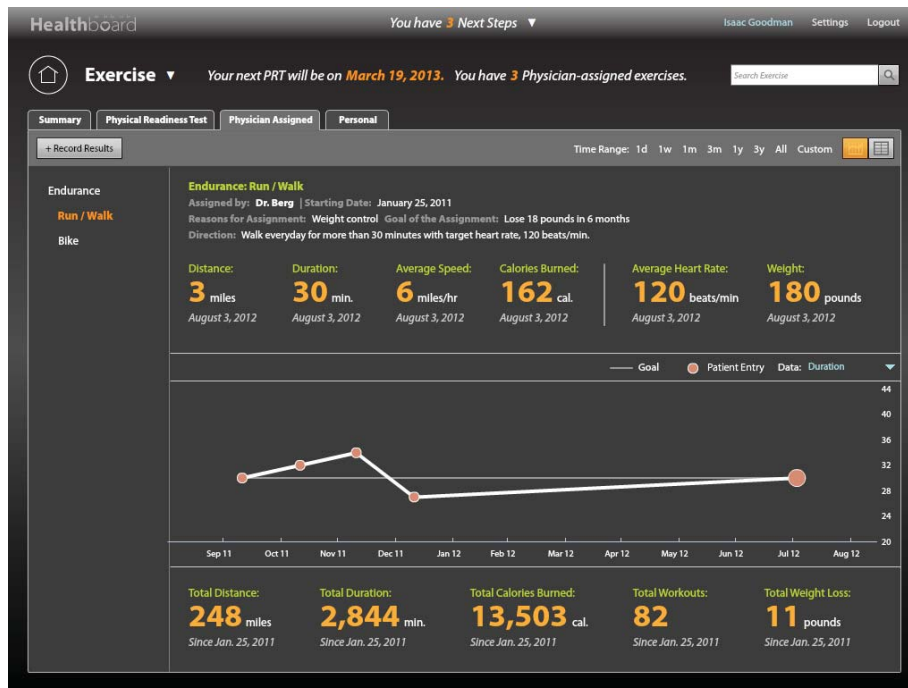 Healthboard
You have 3 Next Steps ▼
Isaac Goodman Settings Logout
Exercise ▼
Your next PRT will be on March 19, 2013. You have 3 Physician-assigned exercises.
Search Exercise
Summary Physical Readiness Test Physician Assigned Personal
+ Record Results
Time Range: 1d 1w 1m 3m 1y 3y All Custom
Endurance
Run / Walk
Bike
Endurance: Run / Walk
Assigned by: Dr. Berg | Starting Date: January 25, 2011
Reasons for Assignment: Weight control Goal of the Assignment: Lose 18 pounds in 6 months
Direction: Walk everyday for more than 30 minutes with target heart rate, 120 beats/min.
Distance: Duration: Average Speed: Calories Burned: Average Heart Rate: Weight:
3 miles 30 min. 6 miles/hr 162 cal. 120 beats/min 180 pounds
August 3, 2012 August 3, 2012 August 3, 2012 August 3, 2012 August 3, 2012 August 3, 2012
Goal Patient Entry Data: Duration
44
40
36
32
28
24
20
Sep 11 Oct 11 Nov 11 Dec 11 Jan 12 Feb 12 Mar 12 Apr 12 May 12 Jun 12 Jul 12 Aug 12
Total Distance: Total Duration: Total Calories Burned: Total Workouts: Total Weight Loss:
248 miles 2,844 min. 13,503 cal. 82 11 pounds
Since Jan. 25, 2011 Since Jan. 25, 2011 Since Jan. 25, 2011 Since Jan. 25, 2011 Since Jan. 25, 2011